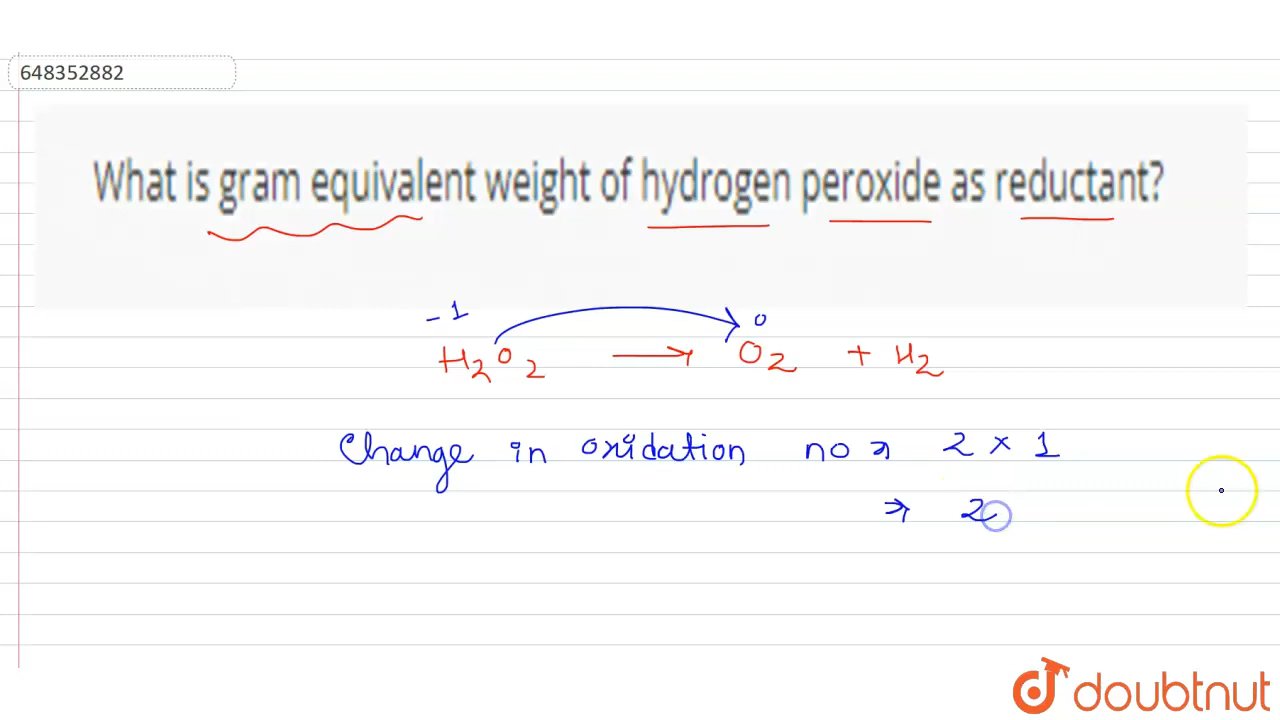 648352882
What is gram equivalent weight of hydrogen peroxide as reductant?
-1 0
H2O2 → O2 + H2
Change in oxidation no ⇒ 2 × 1
⇒ 2
doubtnut